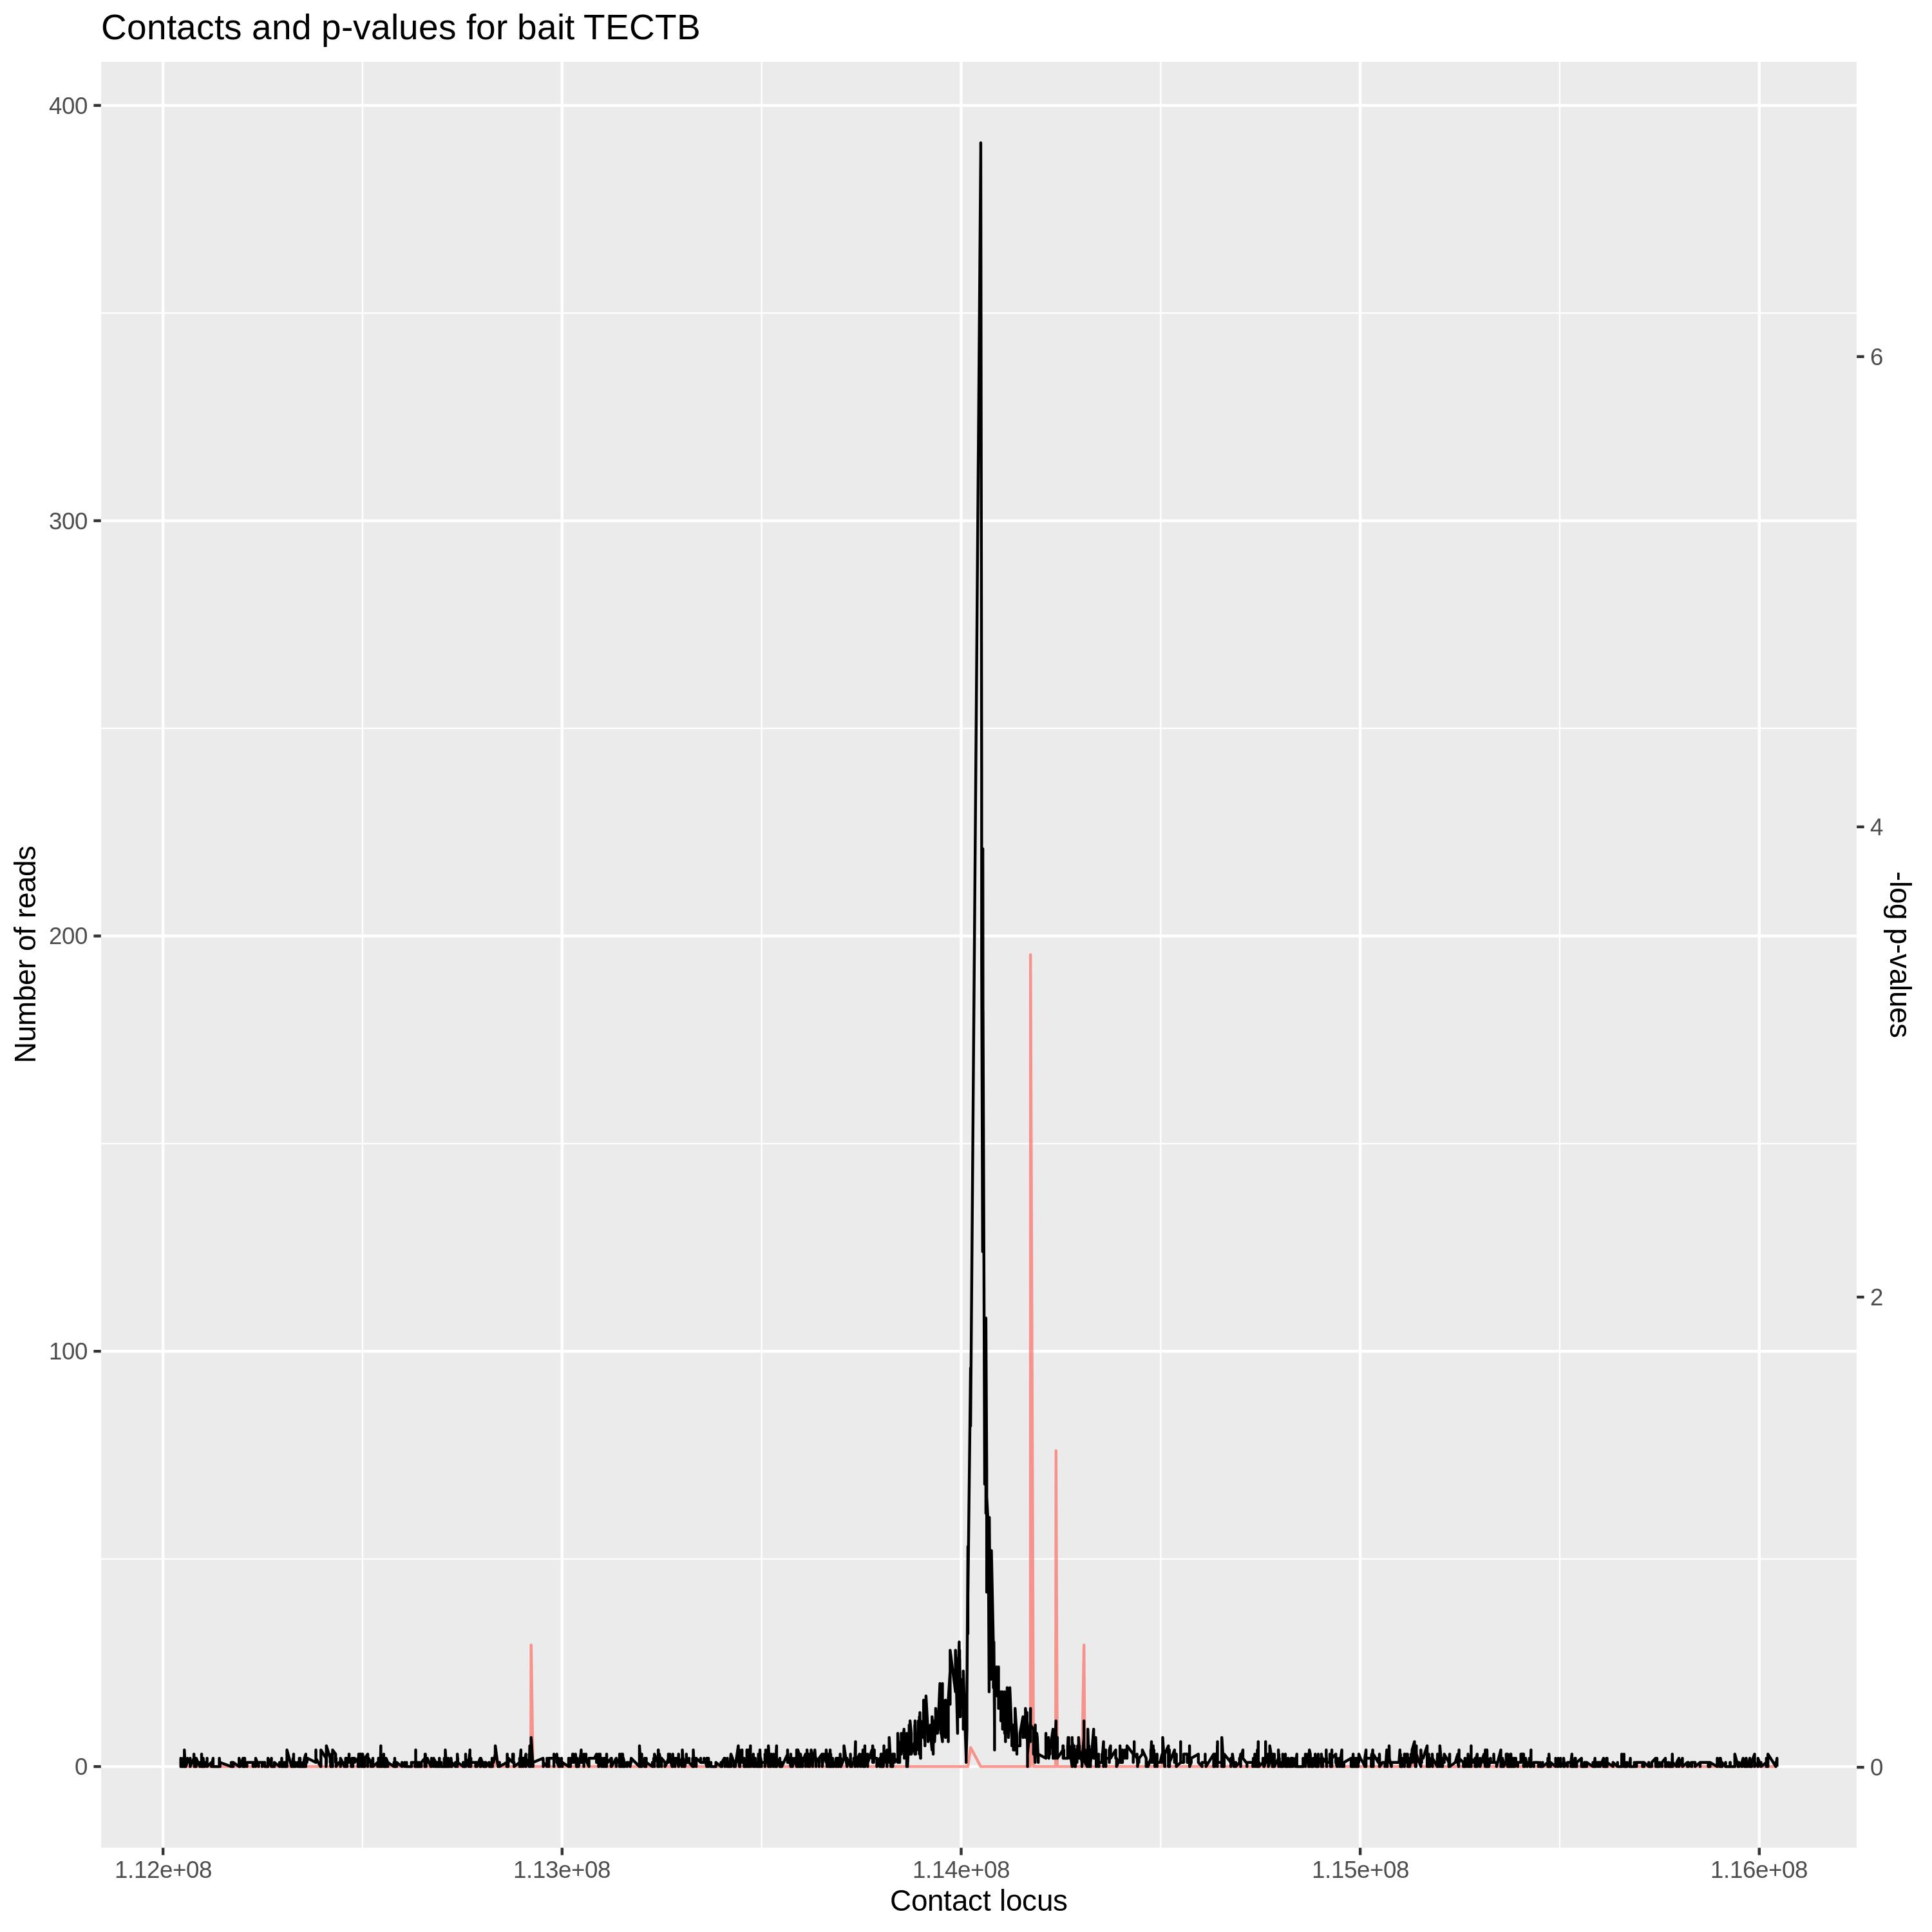 Contacts and p-values for bait TECTB
400
300
200
100
0
Number of reads
6
4
2
0
-log p-values
1.12e+08 1.13e+08 1.14e+08 1.15e+08 1.16e+08
Contact locus